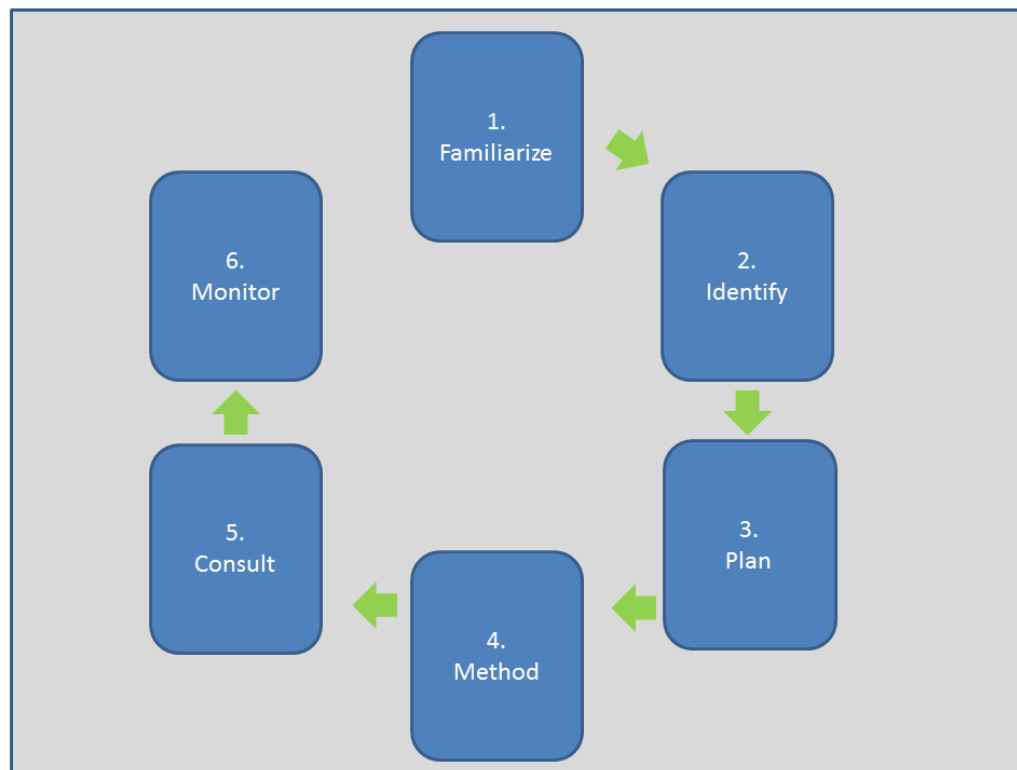 1.
Familiarize
2.
Identify
3.
Plan
4.
Method
5.
Consult
6.
Monitor